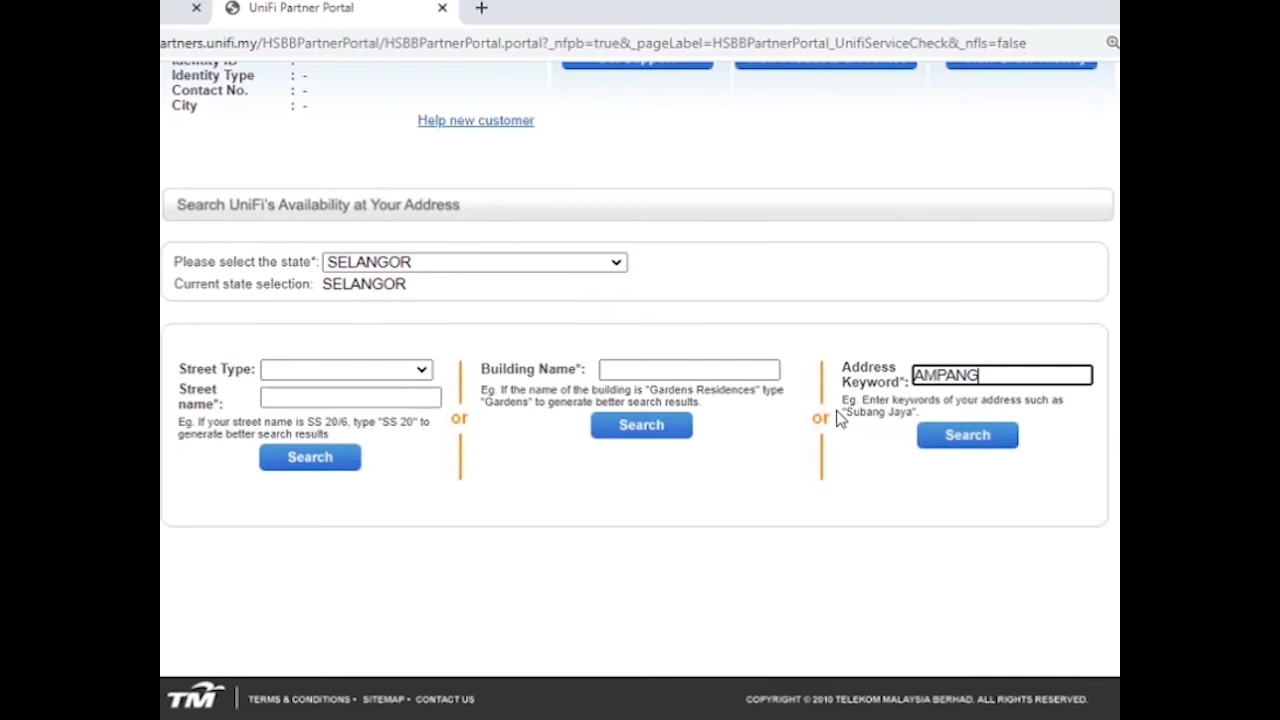 UniFi Partner Portal
artners.unifi.my/HSBBPartnerPortal/HSBBPartnerPortal.portal?_nfpb=true&_pageLabel=HSBBPartnerPortal_UnifiServiceCheck&_nfls=false
Identity ID :
Identity Type : -
Contact No. : -
City : -
Help new customer
Search UniFi's Availability at Your Address
Please select the state*: SELANGOR
Current state selection: SELANGOR
Street Type:
Street
name*:
Eg. If your street name is SS 20/6, type "SS 20" to
generate better search results
Search
or
Building Name*:
Eg. If the name of the building is "Gardens Residences" type
"Gardens" to generate better search results.
Search
or
Address
Keyword*: AMPANG
Eg. Enter keywords of your address such as
"Subang Jaya".
Search
TM
TERMS & CONDITIONS • SITEMAP • CONTACT US
COPYRIGHT © 2010 TELEKOM MALAYSIA BERHAD. ALL RIGHTS RESERVED.